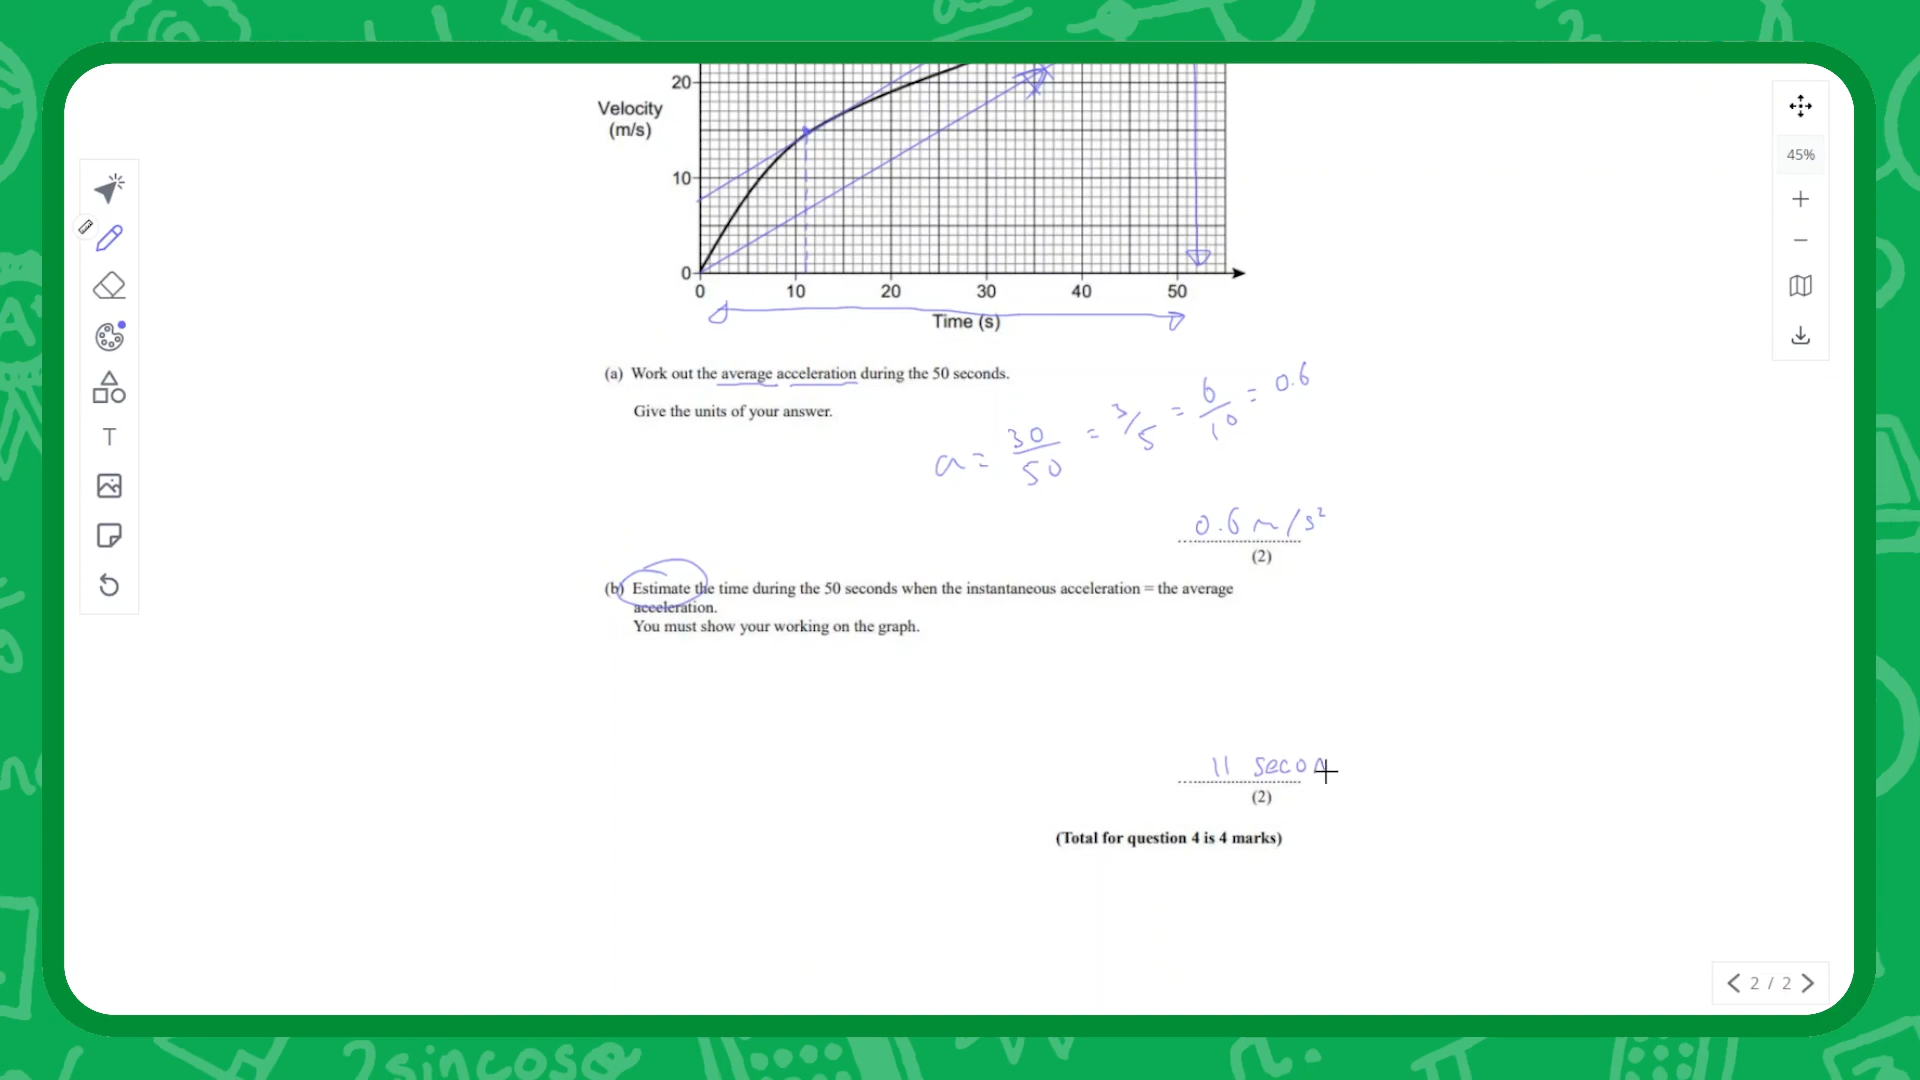 20
Velocity
(m/s)
10
0
0 10 20 30 40 50
Time (s)
(a) Work out the average acceleration during the 50 seconds.
Give the units of your answer.
a = 30/50 = 3/5 = 6/10 = 0.6
0.6 m/s²
(2)
(b) Estimate the time during the 50 seconds when the instantaneous acceleration = the average
acceleration.
You must show your working on the graph.
11 secon
(2)
(Total for question 4 is 4 marks)
45%
T
2 / 2
2sincos